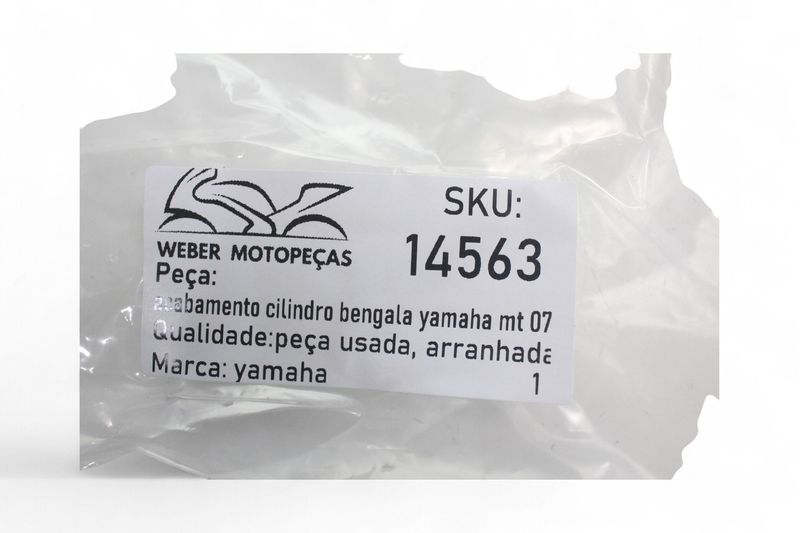 SKU:
14563
WEBER MOTOPEÇAS
Peça:
acabamento cilindro bengala yamaha mt 07
Qualidade:peça usada, arranhada
Marca: yamaha
1